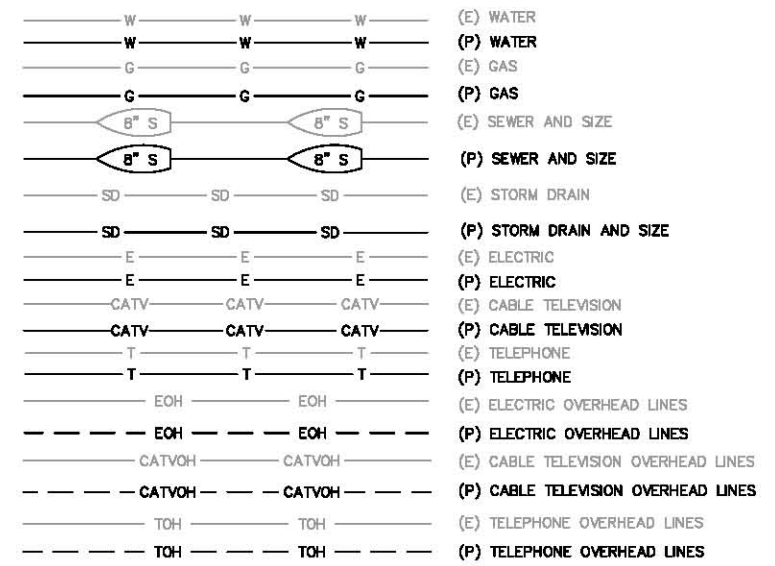 W W W (E) WATER
W W W (P) WATER
G G G (E) GAS
G G G (P) GAS
8" S 8" S (E) SEWER AND SIZE
8" S 8" S (P) SEWER AND SIZE
SD SD SD (E) STORM DRAIN
SD SD SD (P) STORM DRAIN AND SIZE
E E E (E) ELECTRIC
E E E (P) ELECTRIC
CATV CATV CATV (E) CABLE TELEVISION
CATV CATV CATV (P) CABLE TELEVISION
T T T (E) TELEPHONE
T T T (P) TELEPHONE
EOH EOH (E) ELECTRIC OVERHEAD LINES
EOH EOH (P) ELECTRIC OVERHEAD LINES
CATVOH CATVOH (E) CABLE TELEVISION OVERHEAD LINES
CATVOH CATVOH (P) CABLE TELEVISION OVERHEAD LINES
TOH TOH (E) TELEPHONE OVERHEAD LINES
TOH TOH (P) TELEPHONE OVERHEAD LINES